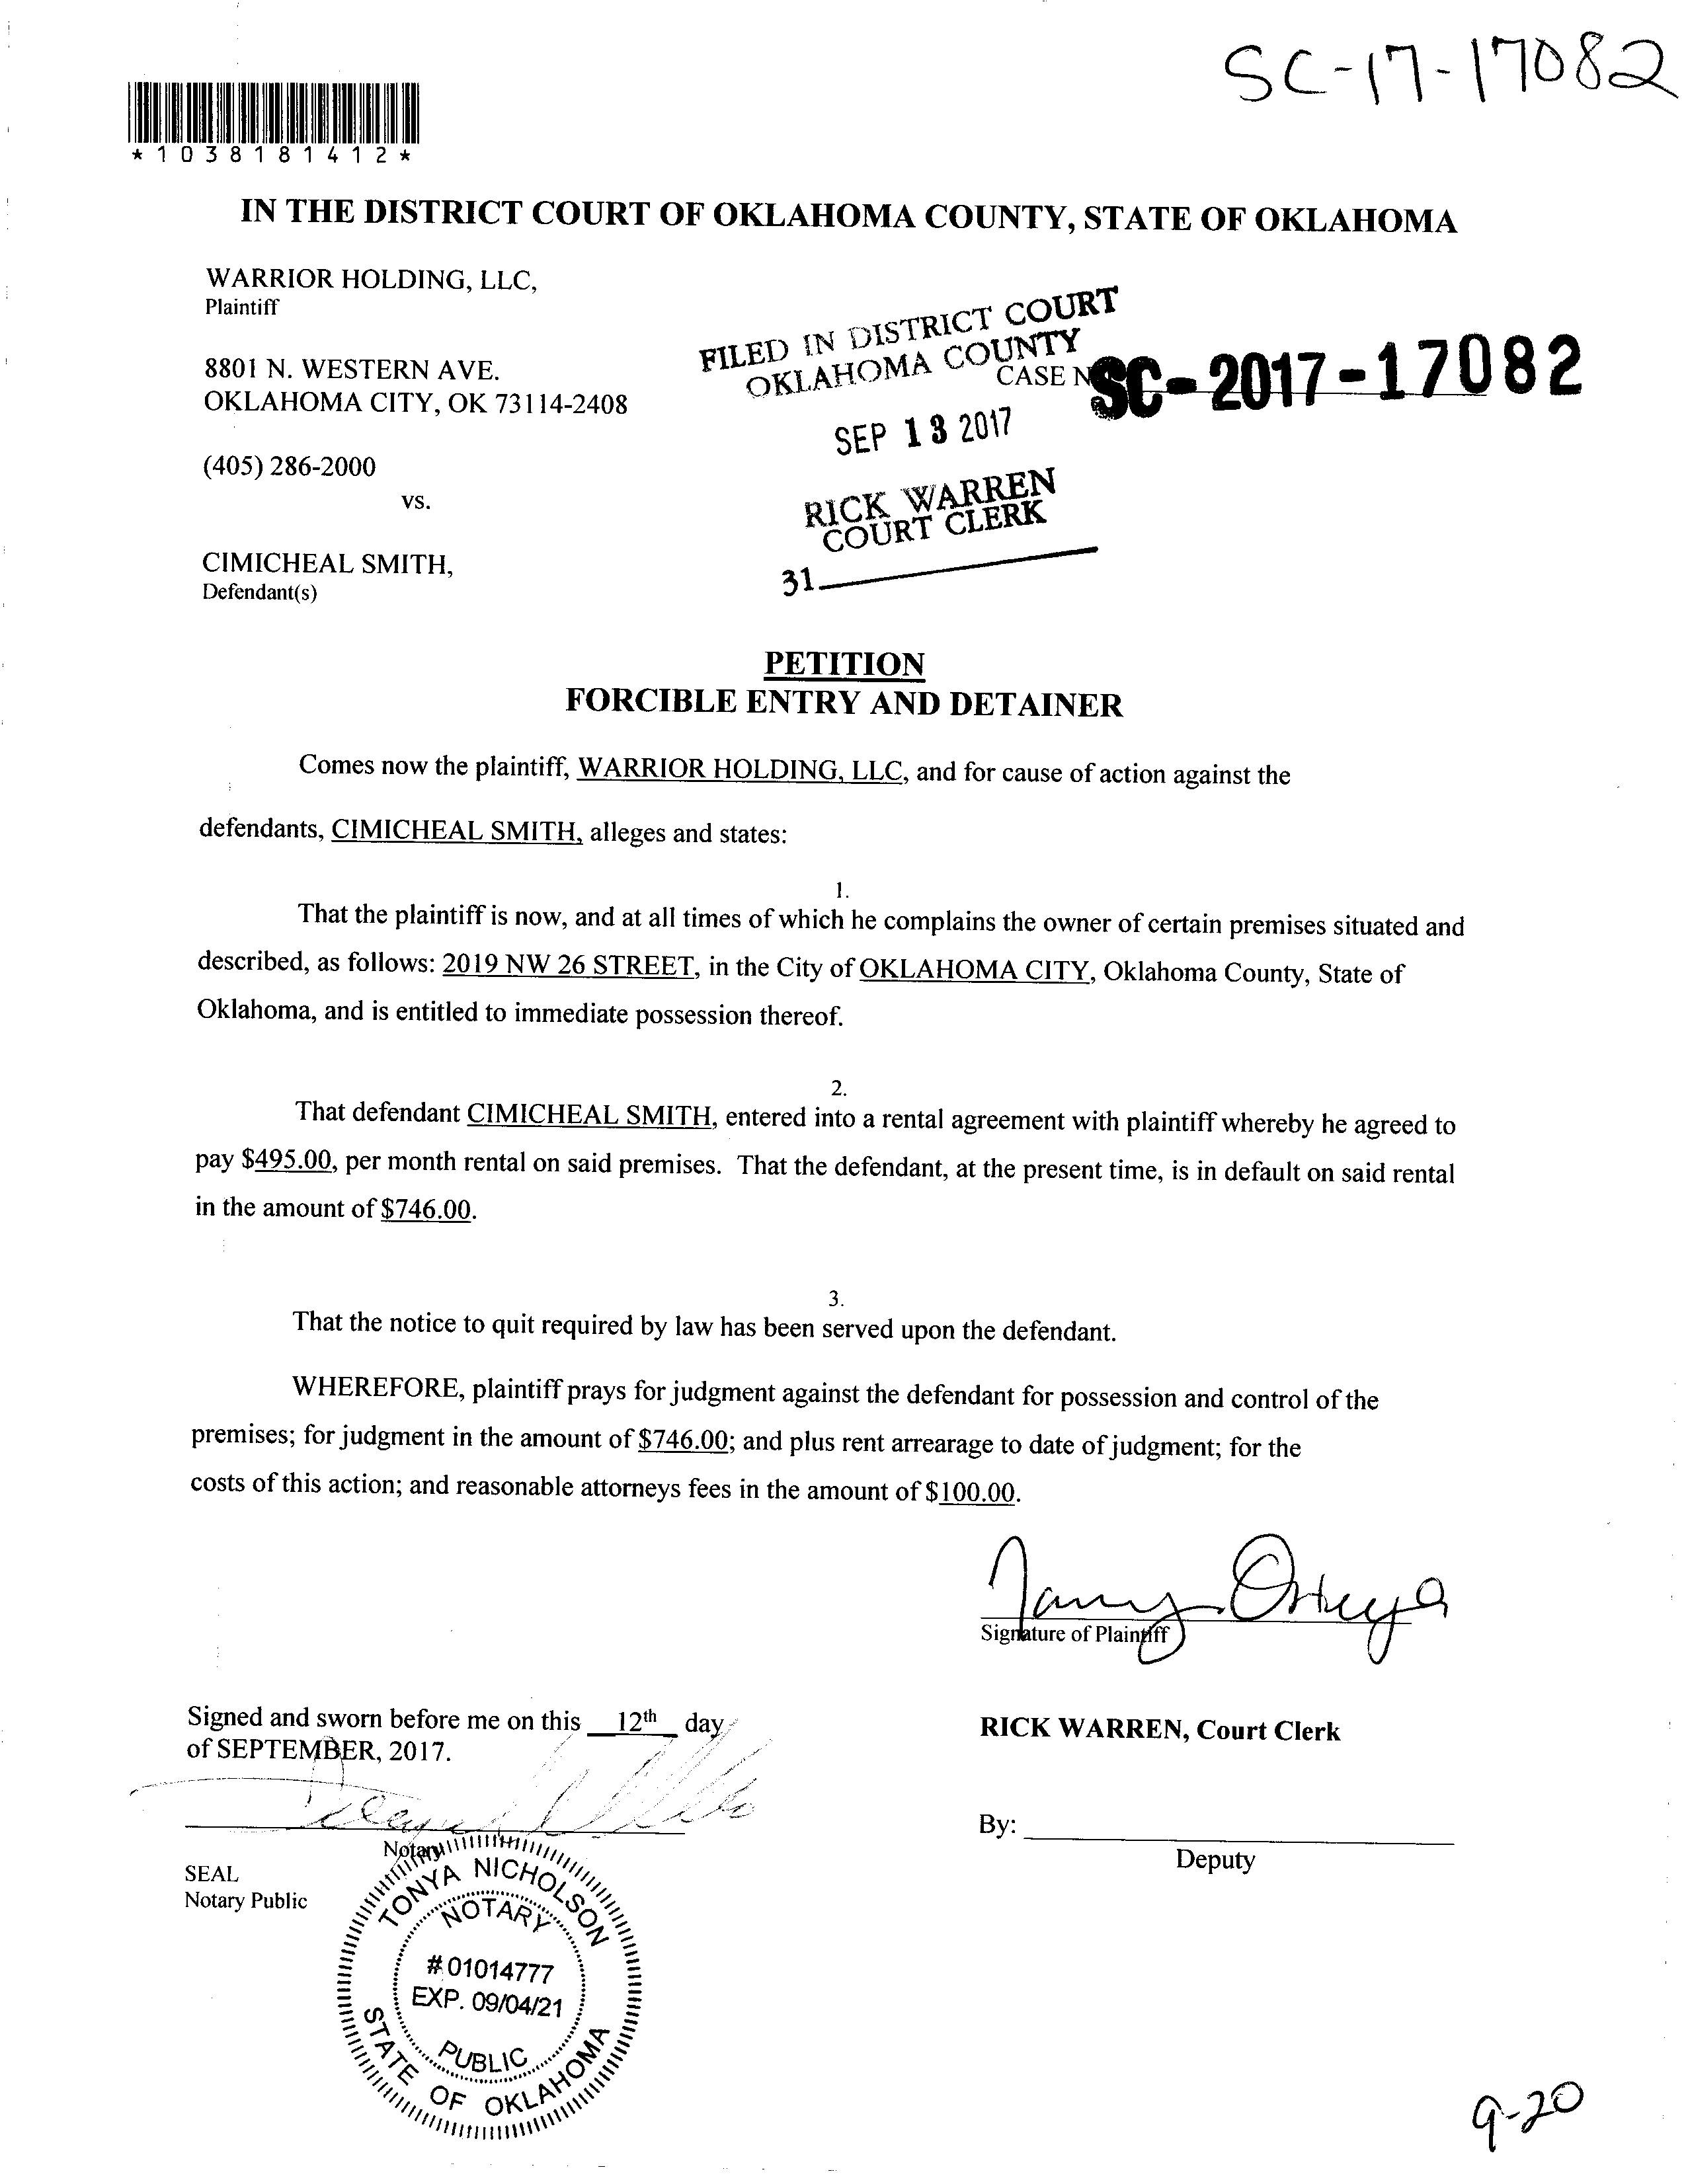 SC-17-17082
*1038181412*
IN THE DISTRICT COURT OF OKLAHOMA COUNTY, STATE OF OKLAHOMA
WARRIOR HOLDING, LLC,
Plaintiff
8801 N. WESTERN AVE.
OKLAHOMA CITY, OK 73114-2408
(405) 286-2000
vs.
CIMICHEAL SMITH,
Defendant(s)
FILED IN DISTRICT COURT
OKLAHOMA COUNTY
CASE N SC-2017-17082
SEP 13 2017
RICK WARREN
COURT CLERK
31
PETITION
FORCIBLE ENTRY AND DETAINER
Comes now the plaintiff, WARRIOR HOLDING, LLC, and for cause of action against the
defendants, CIMICHEAL SMITH, alleges and states:
1.
That the plaintiff is now, and at all times of which he complains the owner of certain premises situated and
described, as follows: 2019 NW 26 STREET, in the City of OKLAHOMA CITY, Oklahoma County, State of
Oklahoma, and is entitled to immediate possession thereof.
2.
That defendant CIMICHEAL SMITH, entered into a rental agreement with plaintiff whereby he agreed to
pay $495.00, per month rental on said premises. That the defendant, at the present time, is in default on said rental
in the amount of $746.00.
3.
That the notice to quit required by law has been served upon the defendant.
WHEREFORE, plaintiff prays for judgment against the defendant for possession and control of the
premises; for judgment in the amount of $746.00; and plus rent arrearage to date of judgment; for the
costs of this action; and reasonable attorneys fees in the amount of $100.00.
Signature of Plaintiff
Signed and sworn before me on this 12th day
of SEPTEMBER, 2017.
RICK WARREN, Court Clerk
Notary
By:
Deputy
SEAL
Notary Public
TONYA NICHOLSON
NOTARY
#01014777
EXP. 09/04/21
PUBLIC
STATE OF OKLAHOMA
9-20